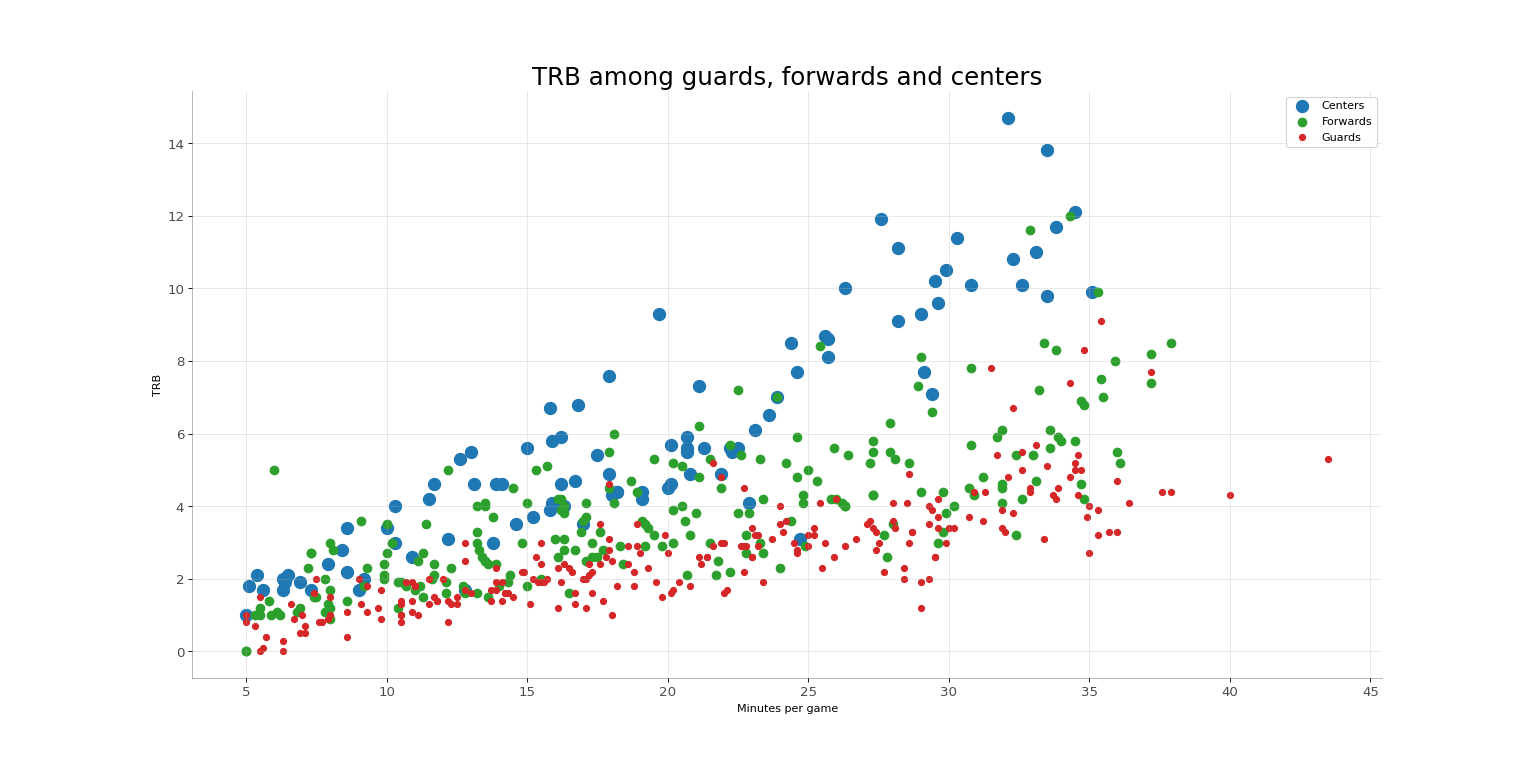 TRB among guards, forwards and centers
Centers
Forwards
Guards
14
12
10
8
6
4
2
0
TRB
5 10 15 20 25 30 35 40 45
Minutes per game